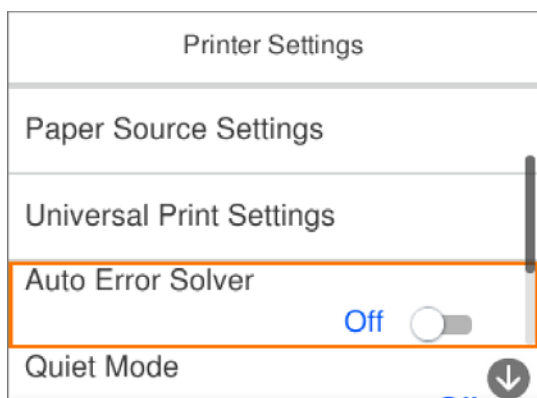 Printer Settings
Paper Source Settings
Universal Print Settings
Auto Error Solver
Off
Quiet Mode